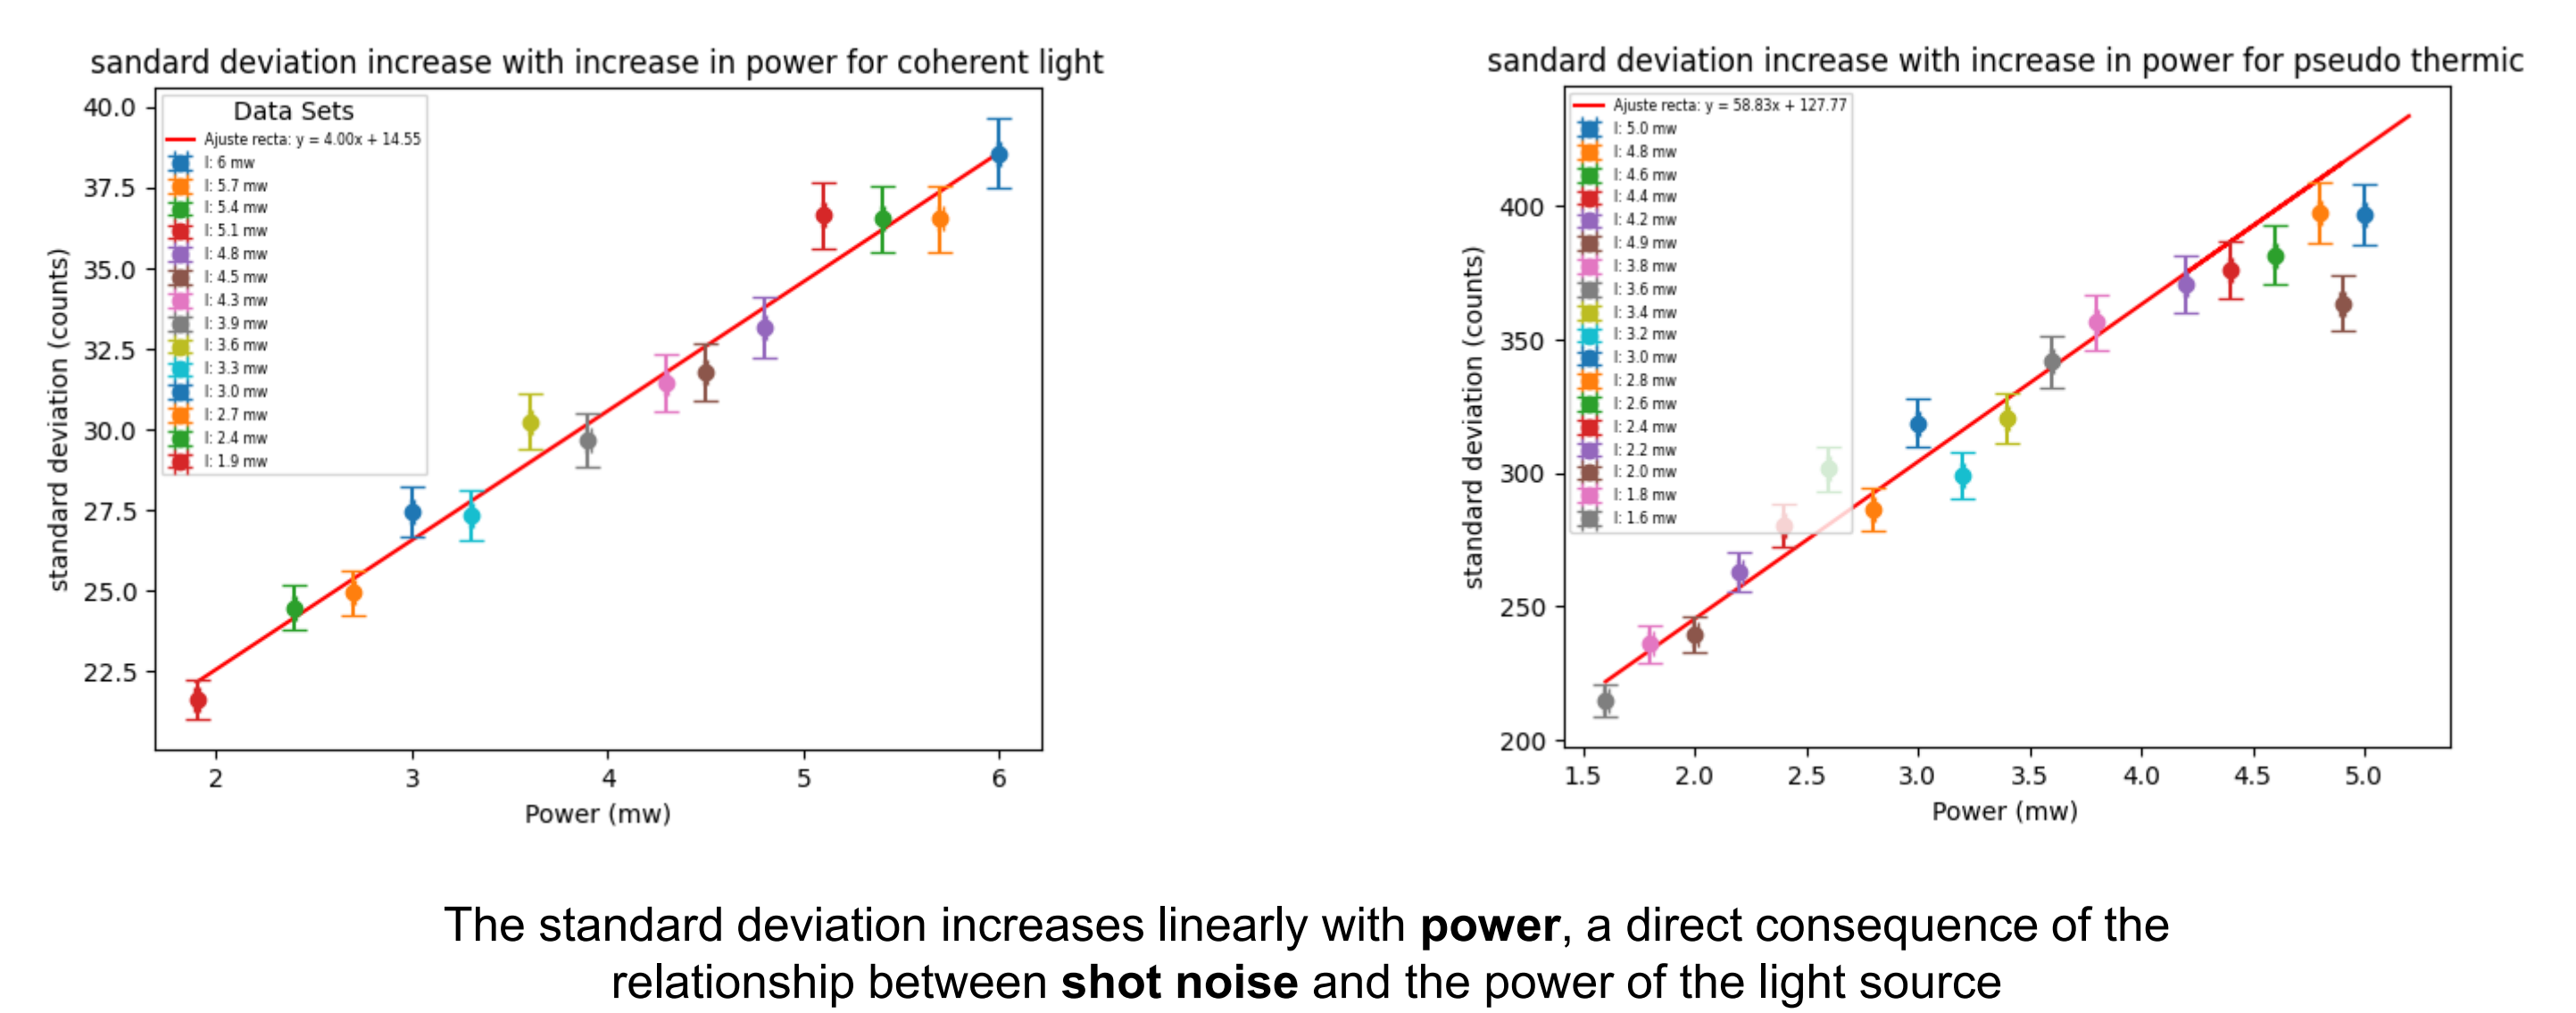 sandard deviation increase with increase in power for coherent light
40.0
37.5
35.0
32.5
30.0
27.5
25.0
22.5
standard deviation (counts)
Data Sets
Ajuste recta: y = 4.00x + 14.55
I: 6 mw
I: 5.7 mw
I: 5.4 mw
I: 5.1 mw
I: 4.8 mw
I: 4.5 mw
I: 4.3 mw
I: 3.9 mw
I: 3.6 mw
I: 3.3 mw
I: 3.0 mw
I: 2.7 mw
I: 2.4 mw
I: 1.9 mw
2 3 4 5 6
Power (mw)
sandard deviation increase with increase in power for pseudo thermic
400
350
300
250
200
standard deviation (counts)
Ajuste recta: y = 58.83x + 127.77
I: 5.0 mw
I: 4.8 mw
I: 4.6 mw
I: 4.4 mw
I: 4.2 mw
I: 4.9 mw
I: 3.8 mw
I: 3.6 mw
I: 3.4 mw
I: 3.2 mw
I: 3.0 mw
I: 2.8 mw
I: 2.6 mw
I: 2.4 mw
I: 2.2 mw
I: 2.0 mw
I: 1.8 mw
I: 1.6 mw
1.5 2.0 2.5 3.0 3.5 4.0 4.5 5.0
Power (mw)
The standard deviation increases linearly with power, a direct consequence of the
relationship between shot noise and the power of the light source